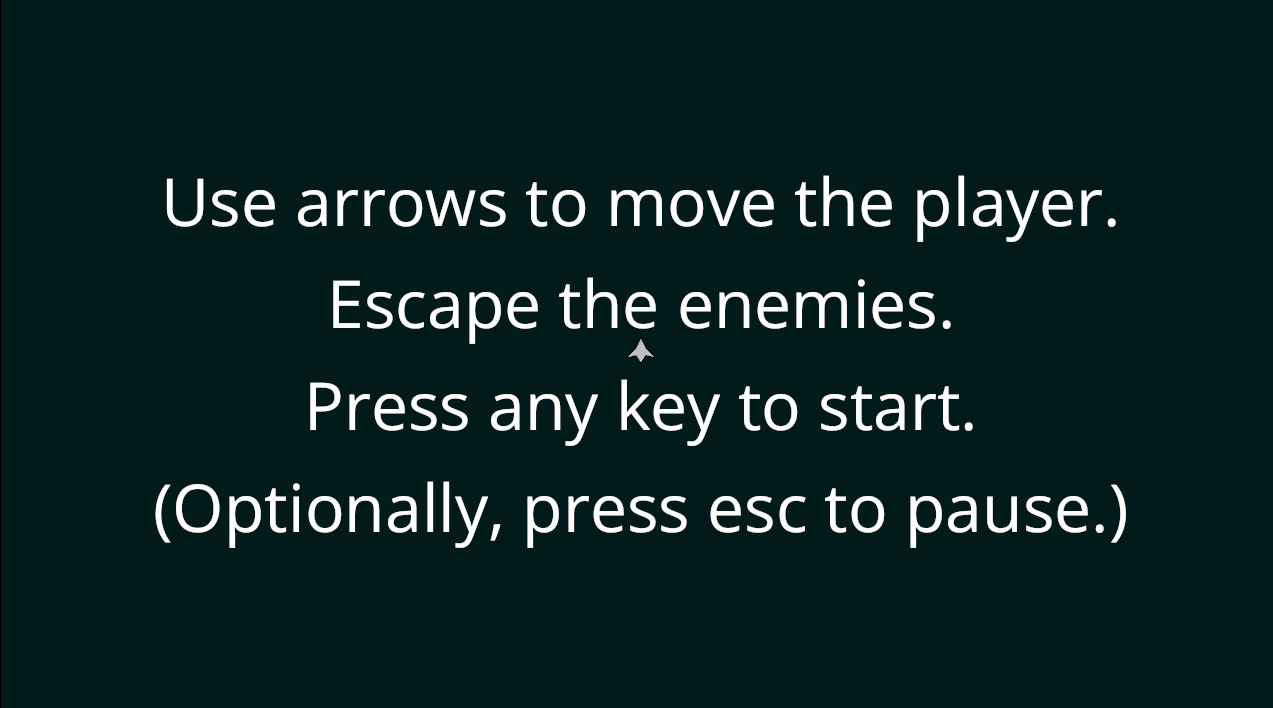 Use arrows to move the player.
Escape the enemies.
Press any key to start.
(Optionally, press esc to pause.)